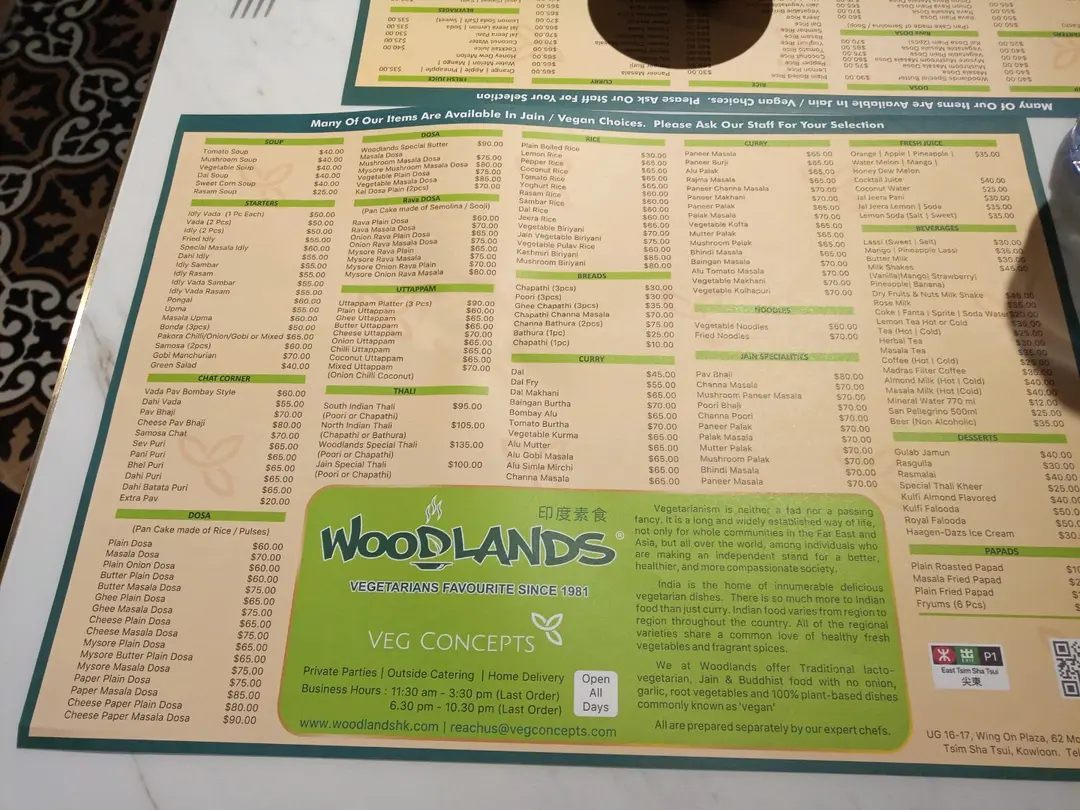 Many Of Our Items Are Available In Jain / Vegan Choices. Please Ask Our Staff For Your Selection
SOUP
Tomato Soup $40.00
Mushroom Soup $40.00
Vegetable Soup $40.00
Dal Soup $40.00
Sweet Corn Soup $40.00
Rasam Soup $25.00
STARTERS
Idly Vada (1 Pc Each) $50.00
Vada (2 Pcs) $50.00
Idly (2 Pcs) $50.00
Fried Idly $55.00
Special Masala Idly $60.00
Dahi Idly $55.00
Idly Sambar $55.00
Idly Rasam $55.00
Idly Vada Sambar $55.00
Idly Vada Rasam $55.00
Pongal $60.00
Upma $55.00
Masala Upma $60.00
Bonda (3pcs) $50.00
Pakora Chilli/Onion/Gobi or Mixed $65.00
Samosa (2pcs) $60.00
Gobi Manchurian $70.00
Green Salad $40.00
CHAT CORNER
Vada Pav Bombay Style $60.00
Dahi Vada $55.00
Pav Bhaji $70.00
Cheese Pav Bhaji $80.00
Samosa Chat $70.00
Sev Puri $65.00
Pani Puri $65.00
Bhel Puri $65.00
Dahi Puri $65.00
Dahi Batata Puri $65.00
Extra Pav $20.00
DOSA
(Pan Cake made of Rice / Pulses)
Plain Dosa $60.00
Masala Dosa $70.00
Plain Onion Dosa $60.00
Butter Plain Dosa $60.00
Butter Masala Dosa $75.00
Ghee Plain Dosa $65.00
Ghee Masala Dosa $75.00
Cheese Plain Dosa $65.00
Cheese Masala Dosa $75.00
Mysore Plain Dosa $65.00
Mysore Butter Plain Dosa $65.00
Mysore Masala Dosa $75.00
Paper Plain Dosa $75.00
Paper Masala Dosa $85.00
Cheese Paper Plain Dosa $80.00
Cheese Paper Masala Dosa $90.00
DOSA
Woodlands Special Butter $90.00
Masala Dosa
Mushroom Masala Dosa $75.00
Mysore Mushroom Masala Dosa $80.00
Vegetable Plain Dosa $75.00
Vegetable Masala Dosa $85.00
Kal Dosa Plain (2pcs) $70.00
Rava DOSA
(Pan Cake made of Semolina / Sooji)
Rava Plain Dosa $60.00
Rava Masala Dosa $70.00
Onion Rava Plain Dosa $65.00
Onion Rava Masala Dosa $75.00
Mysore Rava Plain $65.00
Mysore Rava Masala $75.00
Mysore Onion Rava Plain $70.00
Mysore Onion Rava Masala $80.00
UTTAPPAM
Uttappam Platter (3 Pcs) $90.00
Plain Uttappam $60.00
Ghee Uttappam $65.00
Butter Uttappam $65.00
Cheese Uttappam $70.00
Onion Uttappam $65.00
Chilli Uttappam $65.00
Coconut Uttappam $65.00
Mixed Uttappam $70.00
(Onion Chilli Coconut)
THALI
South Indian Thali $95.00
(Poori or Chapathi)
North Indian Thali $105.00
(Chapathi or Bathura)
Woodlands Special Thali $135.00
(Poori or Chapathi)
Jain Special Thali $100.00
(Poori or Chapathi)
RICE
Plain Boiled Rice $30.00
Lemon Rice $65.00
Pepper Rice $65.00
Coconut Rice $65.00
Tomato Rice $65.00
Yoghurt Rice $65.00
Rasam Rice $60.00
Sambar Rice $60.00
Dal Rice $60.00
Jeera Rice $60.00
Vegetable Biriyani $65.00
Jain Vegetable Biriyani $70.00
Vegetable Pulav Rice $75.00
Kashmiri Biriyani $60.00
Mushroom Biriyani $80.00
BREADS
Chapathi (3pcs) $30.00
Poori (3pcs) $30.00
Ghee Chapathi (3pcs) $35.00
Chapathi Channa Masala $70.00
Channa Bathura (2pcs) $75.00
Bathura (1pc) $25.00
Chapathi (1pc) $10.00
CURRY
Dal $45.00
Dal Fry $55.00
Dal Makhani $65.00
Baingan Burtha $70.00
Bombay Alu $65.00
Tomato Burtha $70.00
Vegetable Kurma $65.00
Alu Mutter $65.00
Alu Gobi Masala $65.00
Alu Simla Mirchi $65.00
Channa Masala $65.00
CURRY
Paneer Masala $65.00
Paneer Burji $65.00
Alu Palak $65.00
Rajma Masala $65.00
Paneer Channa Masala $70.00
Paneer Makhani $70.00
Paneer Palak $65.00
Palak Masala $70.00
Vegetable Kofta $65.00
Mutter Palak $65.00
Mushroom Palak $65.00
Bhindi Masala $65.00
Baingan Masala $70.00
Alu Tomato Masala $70.00
Vegetable Makhani $70.00
Vegetable Kolhapuri $70.00
NOODLES
Vegetable Noodles $60.00
Fried Noodles $70.00
JAIN SPECIALITICS
Pav Bhaji $80.00
Channa Masala $70.00
Mushroom Paneer Masala $70.00
Poori Bhaji $70.00
Channa Poori $70.00
Paneer Palak $70.00
Palak Masala $70.00
Mutter Palak $70.00
Mushroom Palak $70.00
Bhindi Masala $70.00
Paneer Masala $70.00
FRESH JUICE
Orange | Apple | Pineapple | $35.00
Water Melon | Mango |
Honey Dew Melon
Cocktail Juice $40.00
Coconut Water $25.00
Jal Jeera Pani $30.00
Jal Jeera Lemon | Soda $35.00
Lemon Soda (Salt | Sweet) $35.00
BEVERAGES
Lassi (Sweet | Salt) $30.00
Mango | Pineapple Lassi $35.00
Butter Milk $30.00
Milk Shakes $45.00
(Vanilla|Mango| Strawberry|
Pineapple| Banana)
Dry Fruits & Nuts Milk Shake
Rose Milk
Coke | Fanta | Sprite | Soda Water
Lemon Tea Hot or Cold
Tea (Hot | Cold)
Herbal Tea
Masala Tea
Coffee (Hot | Cold)
Madras Filter Coffee
Almond Milk (Hot | Cold)
Masala Milk (Hot |Cold) $40.00
Mineral Water 770 ml $12.00
San Pellegrino 500ml $25.00
Beer (Non Alcoholic) $35.00
DESSERTS
Gulab Jamun $40.00
Rasgulla $30.00
Rasmalai $40.00
Special Thali Kheer $25.00
Kulfi Almond Flavored $40.0
Kulfi Falooda $50.0
Royal Falooda $50.
Haagen-Dazs Ice Cream $30.
PAPADS
Plain Roasted Papad
Masala Fried Papad
Plain Fried Papad
Fryums (6 Pcs)
印度素食
WOODLANDS®
VEGETARIANS FAVOURITE SINCE 1981
VEG CONCEPTS
Private Parties | Outside Catering | Home Delivery
Business Hours : 11:30 am - 3:30 pm (Last Order)
6.30 pm - 10.30 pm (Last Order)
Open
All
Days
www.woodlandshk.com | reachus@vegconcepts.com
Vegetarianism is neither a fad nor a passing
fancy. It is a long and widely established way of life,
not only for whole communities in the Far East and
Asia, but all over the world, among individuals who
are making an independent stand for a better,
healthier, and more compassionate society.
India is the home of innumerable delicious
vegetarian dishes. There is so much more to Indian
food than just curry. Indian food varies from region to
region throughout the country. All of the regional
varieties share a common love of healthy fresh
vegetables and fragrant spices.
We at Woodlands offer Traditional lacto-
vegetarian, Jain & Buddhist food with no onion,
garlic, root vegetables and 100% plant-based dishes
commonly known as 'vegan'
All are prepared separately by our expert chefs.
P1
East Tsim Sha Tsui
尖東
UG 16-17, Wing On Plaza, 62 Mo
Tsim Sha Tsui, Kowloon. Tel